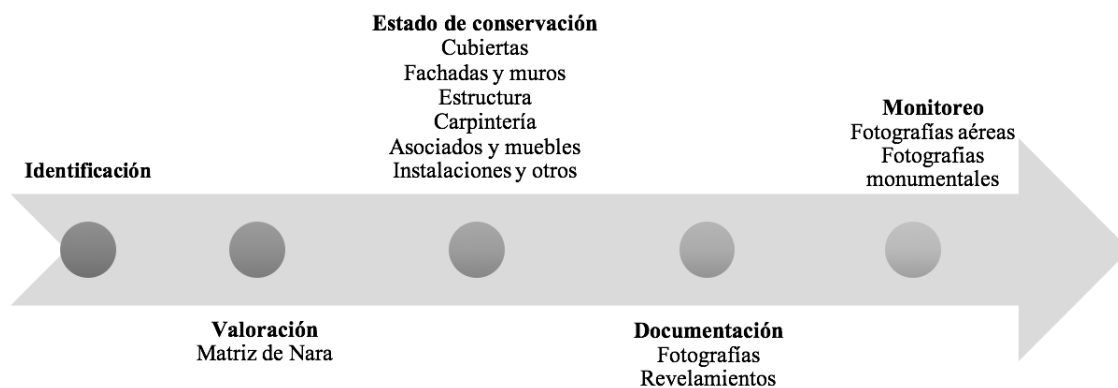 Identificación
Valoración
Matriz de Nara
Estado de conservación
Cubiertas
Fachadas y muros
Estructura
Carpintería
Asociados y muebles
Instalaciones y otros
Documentación
Fotografías
Revelamientos
Monitoreo
Fotografías aéreas
Fotografias
monumentales